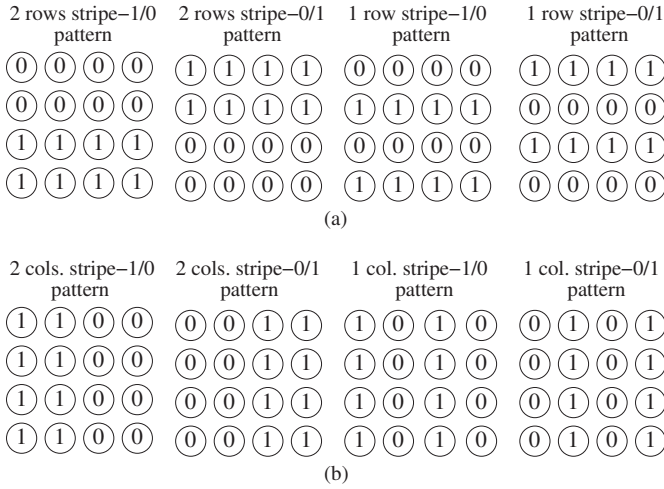 2 rows stripe−1/0 2 rows stripe−0/1 1 row stripe−1/0 1 row stripe−0/1
pattern pattern pattern pattern
0 0 0 0 1 1 1 1 0 0 0 0 1 1 1 1
0 0 0 0 1 1 1 1 1 1 1 1 0 0 0 0
1 1 1 1 0 0 0 0 0 0 0 0 1 1 1 1
1 1 1 1 0 0 0 0 1 1 1 1 0 0 0 0
(a)
2 cols. stripe−1/0 2 cols. stripe−0/1 1 col. stripe−1/0 1 col. stripe−0/1
pattern pattern pattern pattern
1 1 0 0 0 0 1 1 1 0 1 0 0 1 0 1
1 1 0 0 0 0 1 1 1 0 1 0 0 1 0 1
1 1 0 0 0 0 1 1 1 0 1 0 0 1 0 1
1 1 0 0 0 0 1 1 1 0 1 0 0 1 0 1
(b)